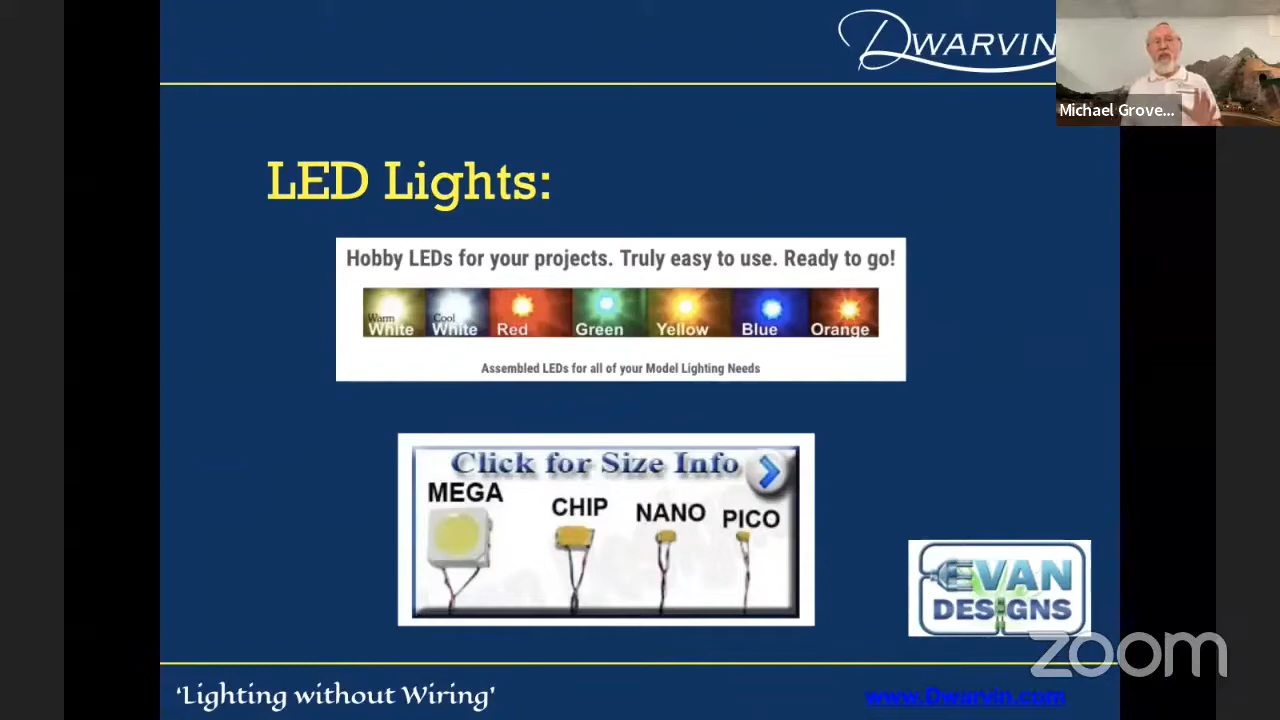 DWARVIN
Michael Grove...
LED Lights:
Hobby LEDs for your projects. Truly easy to use. Ready to go!
Warm White Cool White Red Green Yellow Blue Orange
Assembled LEDs for all of your Model Lighting Needs
Click for Size Info
MEGA CHIP NANO PICO
EVAN
DESIGNS
zoom
'Lighting without Wiring'
www.Dwarvin.com